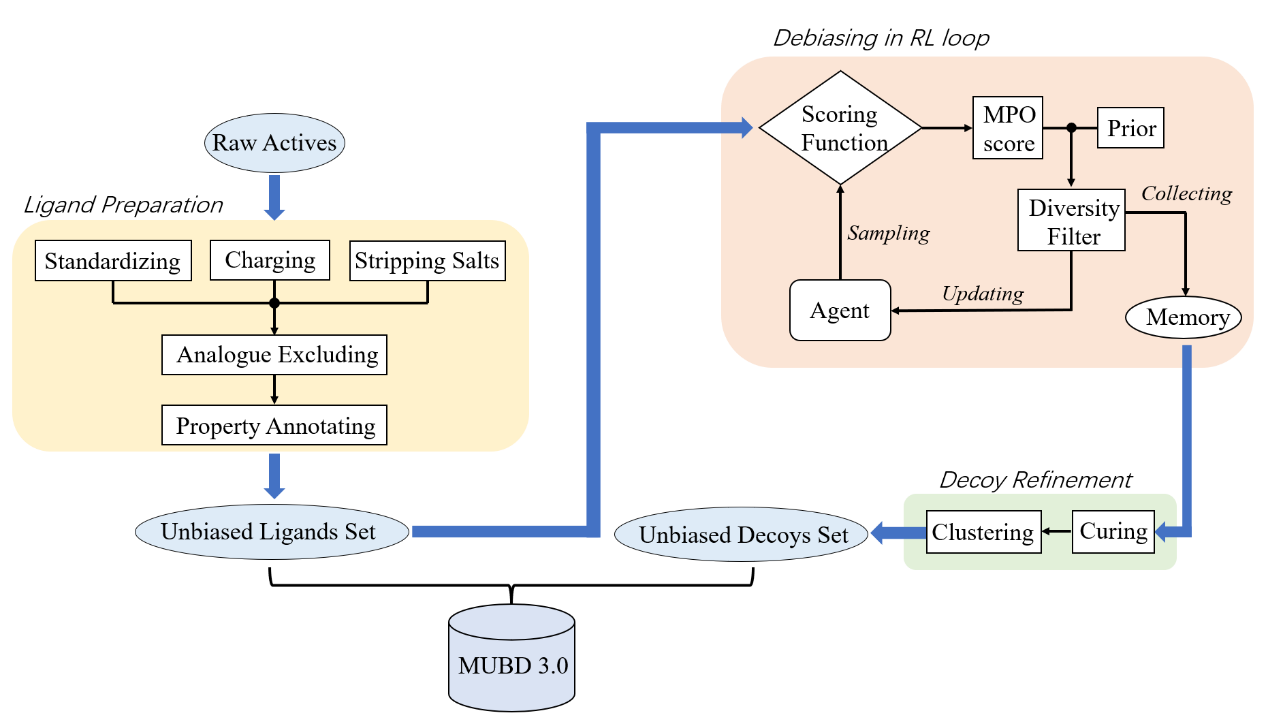 Debiasing in RL loop
Raw Actives
Ligand Preparation
Standardizing
Charging
Stripping Salts
Analogue Excluding
Property Annotating
Unbiased Ligands Set
Scoring
Function
MPO
score
Prior
Diversity
Filter
Collecting
Sampling
Updating
Agent
Memory
Decoy Refinement
Curing
Clustering
Unbiased Decoys Set
MUBD 3.0